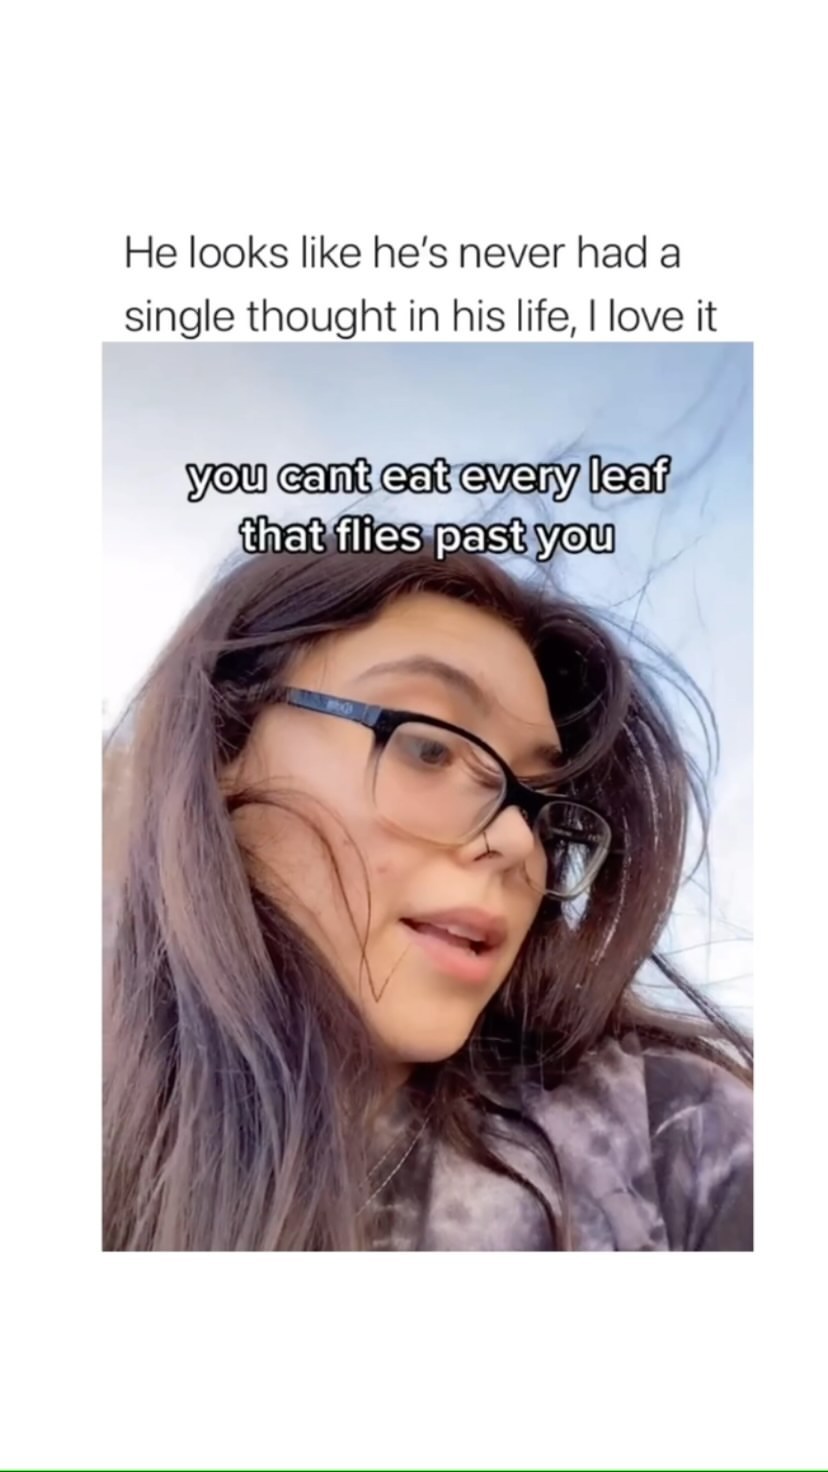 He looks like he's never had a
single thought in his life, I love it
you cant eat every leaf
that flies past you